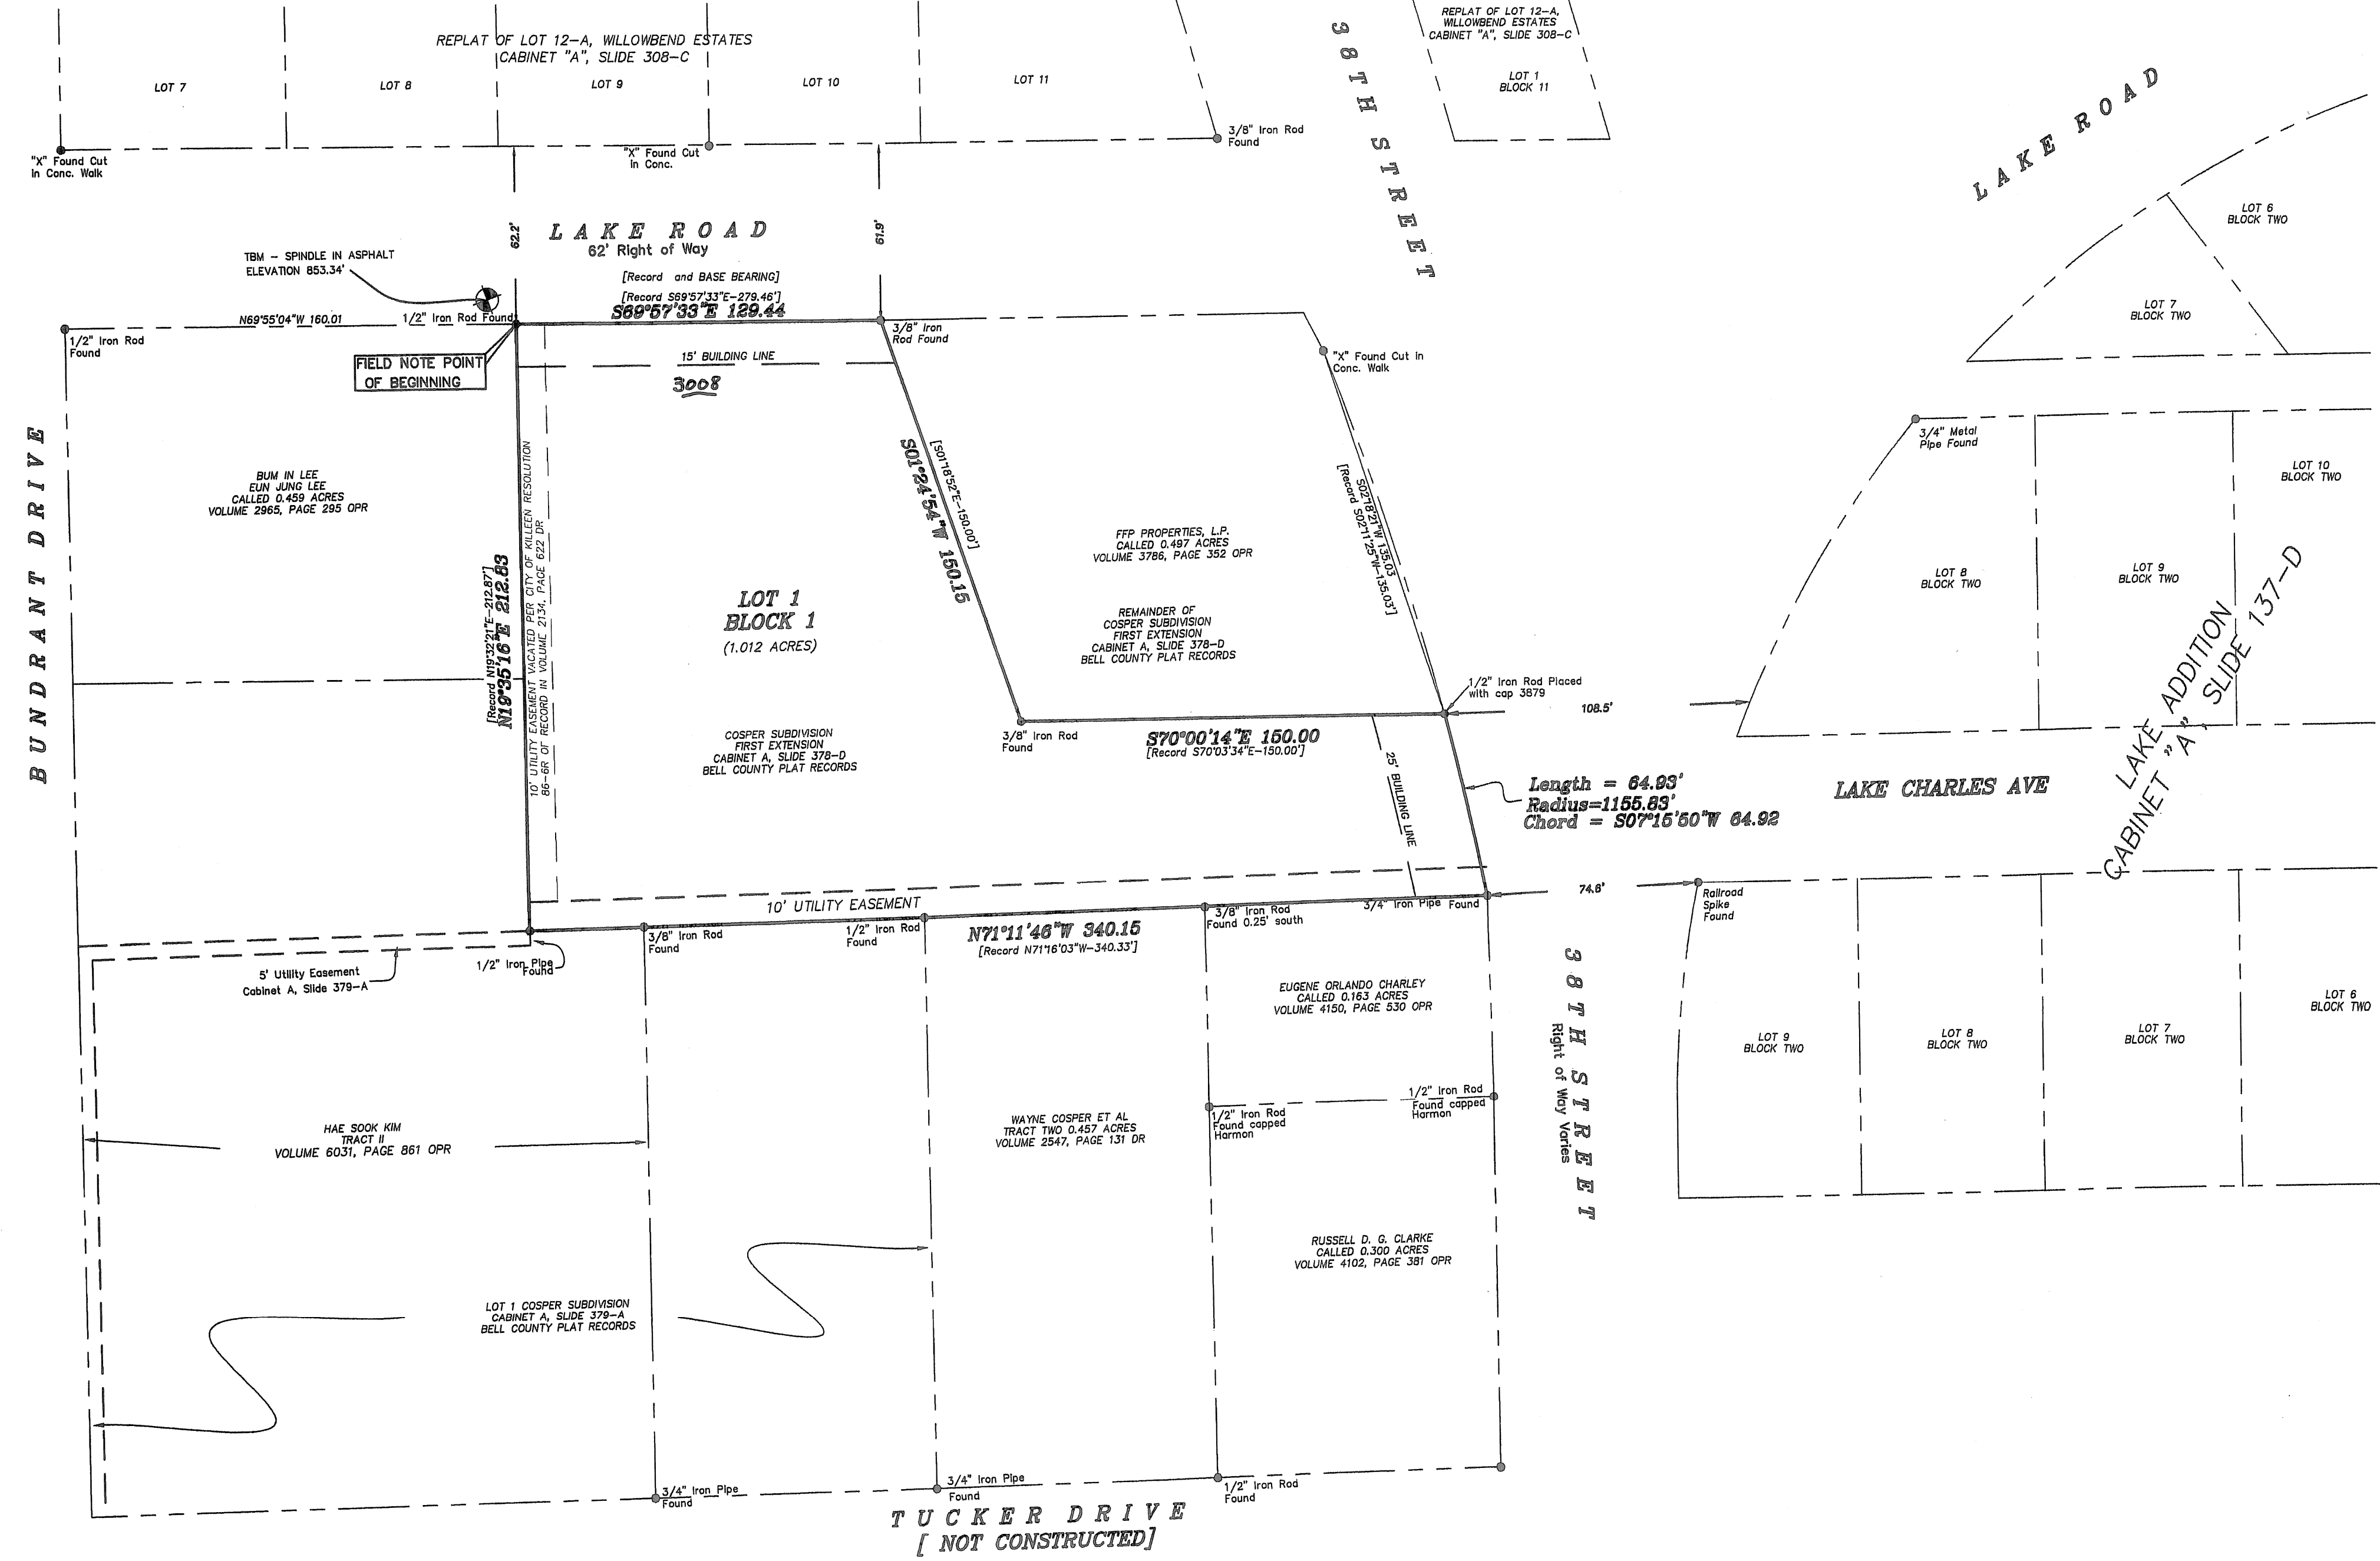 REPLAT OF LOT 12-A, WILLOWBEND ESTATES
CABINET "A", SLIDE 308-C
LOT 7
LOT 8
LOT 9
LOT 10
LOT 11
REPLAT OF LOT 12-A,
WILLOWBEND ESTATES
CABINET "A", SLIDE 308-C
LOT 1
BLOCK 11
38TH STREET
LAKE ROAD
"X" Found Cut
In Conc. Walk
"X" Found Cut
In Conc.
3/8" Iron Rod
Found
LOT 6
BLOCK TWO
LOT 7
BLOCK TWO
62.2'
LAKE ROAD
62' Right of Way
61.9'
TBM - SPINDLE IN ASPHALT
ELEVATION 853.34'
[Record and BASE BEARING]
[Record S69°57'33"E-279.46']
S69°57'33"E 129.44
N69°55'04"W 160.01
1/2" Iron Rod Found
1/2" Iron Rod
Found
3/8" Iron
Rod Found
FIELD NOTE POINT
OF BEGINNING
15' BUILDING LINE
3008
"X" Found Cut In
Conc. Walk
BUNDRANT DRIVE
BUM IN LEE
EUN JUNG LEE
CALLED 0.459 ACRES
VOLUME 2965, PAGE 295 OPR
[Record N19°32'21"E-212.87']
N19°35'16"E 212.83
10' UTILITY EASEMENT VACATED PER CITY OF KILLEEN RESOLUTION
86-6R OF RECORD IN VOLUME 2134, PAGE 622 DR
LOT 1
BLOCK 1
(1.012 ACRES)
COSPER SUBDIVISION
FIRST EXTENSION
CABINET A, SLIDE 378-D
BELL COUNTY PLAT RECORDS
[S01°18'52"E-150.00']
S01°24'54"W 150.15
FFP PROPERTIES, L.P.
CALLED 0.497 ACRES
VOLUME 3786, PAGE 352 OPR
REMAINDER OF
COSPER SUBDIVISION
FIRST EXTENSION
CABINET A, SLIDE 378-D
BELL COUNTY PLAT RECORDS
S02°18'21"W 135.03
[Record S02°11'25"W-135.03']
3/4" Metal
Pipe Found
LOT 8
BLOCK TWO
LOT 9
BLOCK TWO
LOT 10
BLOCK TWO
1/2" Iron Rod Placed
with cap 3879
108.5'
3/8" Iron Rod
Found
S70°00'14"E 150.00
[Record S70°03'34"E-150.00']
25' BUILDING LINE
Length = 64.93'
Radius=1155.83'
Chord = S07°15'50"W 64.92
LAKE CHARLES AVE
LAKE ADDITION
CABINET "A", SLIDE 137-D
10' UTILITY EASEMENT
3/4" Iron Pipe Found
74.6'
Railroad
Spike
Found
3/8" Iron Rod
Found
1/2" Iron Rod
Found
N71°11'46"W 340.15
[Record N71°16'03"W-340.33']
3/8" Iron Rod
Found 0.25' south
1/2" Iron Pipe
Found
5' Utility Easement
Cabinet A, Slide 379-A
EUGENE ORLANDO CHARLEY
CALLED 0.163 ACRES
VOLUME 4150, PAGE 530 OPR
38TH STREET
Right of Way Varies
LOT 9
BLOCK TWO
LOT 8
BLOCK TWO
LOT 7
BLOCK TWO
LOT 6
BLOCK TWO
1/2" Iron Rod
Found capped
Harmon
1/2" Iron Rod
Found capped
Harmon
HAE SOOK KIM
TRACT II
VOLUME 6031, PAGE 861 OPR
WAYNE COSPER ET AL
TRACT TWO 0.457 ACRES
VOLUME 2547, PAGE 131 DR
RUSSELL D. G. CLARKE
CALLED 0.300 ACRES
VOLUME 4102, PAGE 381 OPR
LOT 1 COSPER SUBDIVISION
CABINET A, SLIDE 379-A
BELL COUNTY PLAT RECORDS
3/4" Iron Pipe
Found
3/4" Iron Pipe
Found
1/2" Iron Rod
Found
TUCKER DRIVE
[ NOT CONSTRUCTED]